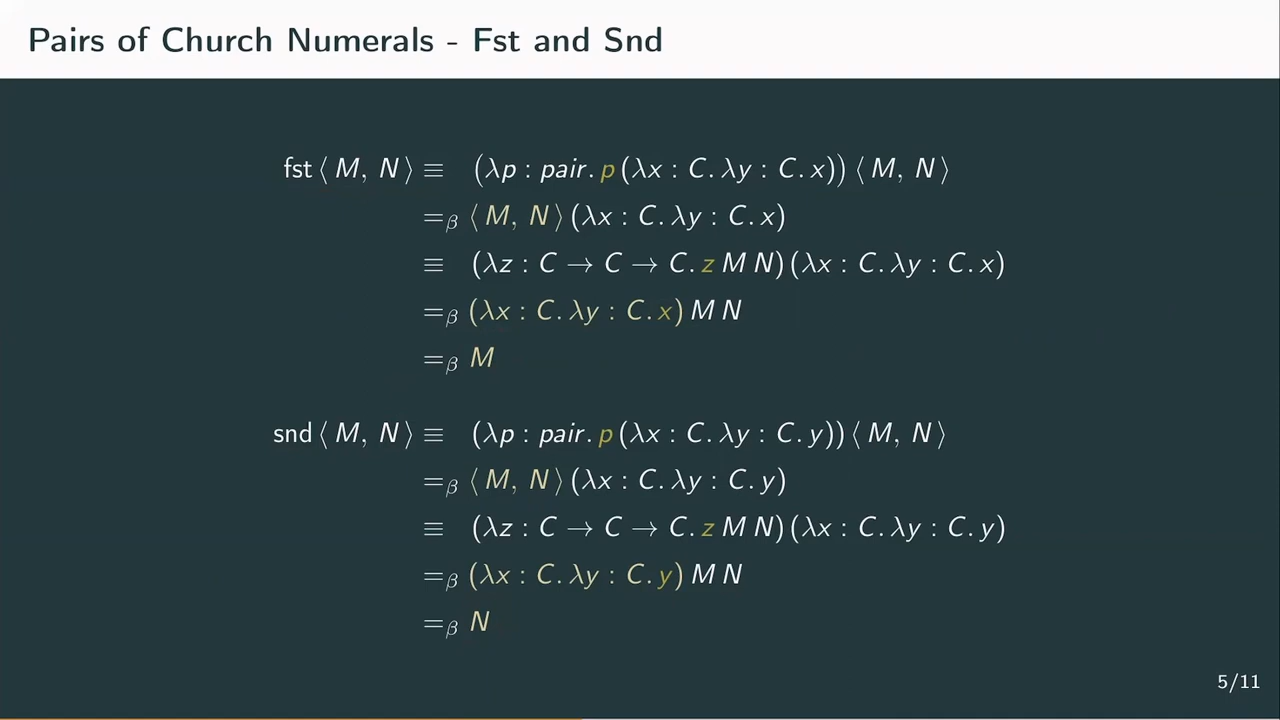 Pairs of Church Numerals - Fst and Snd
fst ⟨ M, N ⟩ ≡ (λp : pair. p (λx : C. λy : C. x)) ⟨ M, N ⟩
=β ⟨ M, N ⟩ (λx : C. λy : C. x)
≡ (λz : C → C → C. z M N) (λx : C. λy : C. x)
=β (λx : C. λy : C. x) M N
=β M
snd ⟨ M, N ⟩ ≡ (λp : pair. p (λx : C. λy : C. y)) ⟨ M, N ⟩
=β ⟨ M, N ⟩ (λx : C. λy : C. y)
≡ (λz : C → C → C. z M N) (λx : C. λy : C. y)
=β (λx : C. λy : C. y) M N
=β N
5/11